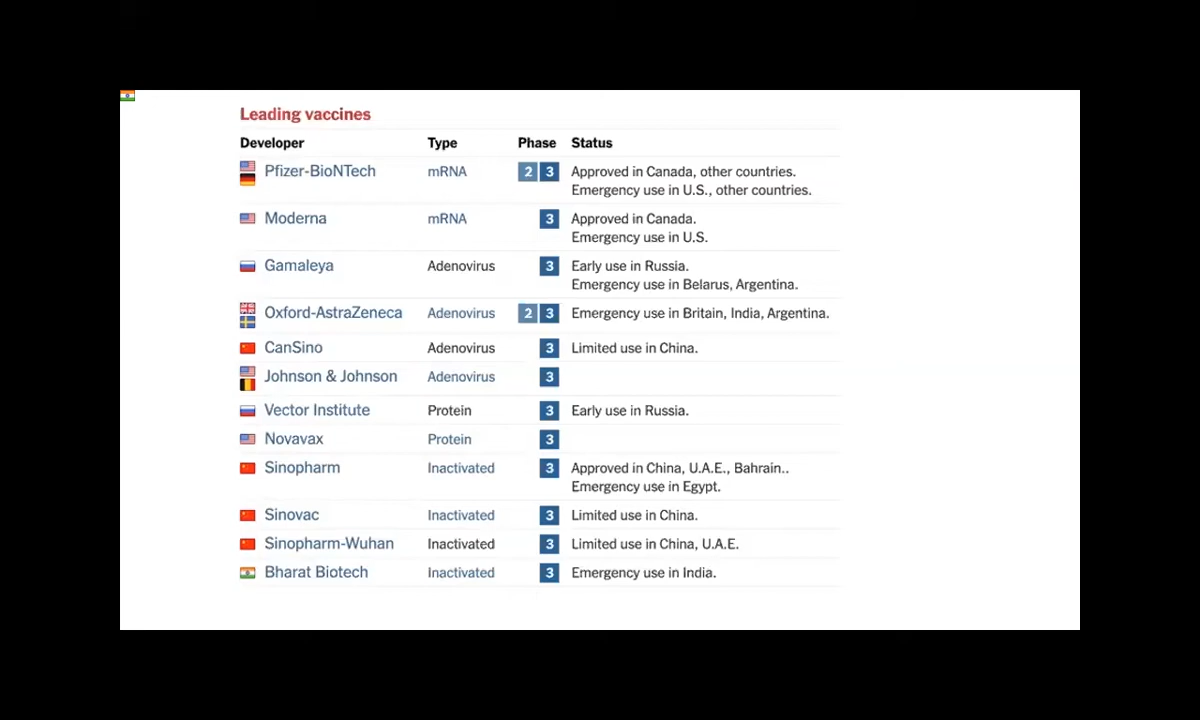 Leading vaccines
Developer Type Phase Status
Pfizer-BioNTech mRNA 2 3 Approved in Canada, other countries.
Emergency use in U.S., other countries.
Moderna mRNA 3 Approved in Canada.
Emergency use in U.S.
Gamaleya Adenovirus 3 Early use in Russia.
Emergency use in Belarus, Argentina.
Oxford-AstraZeneca Adenovirus 2 3 Emergency use in Britain, India, Argentina.
CanSino Adenovirus 3 Limited use in China.
Johnson & Johnson Adenovirus 3
Vector Institute Protein 3 Early use in Russia.
Novavax Protein 3
Sinopharm Inactivated 3 Approved in China, U.A.E., Bahrain..
Emergency use in Egypt.
Sinovac Inactivated 3 Limited use in China.
Sinopharm-Wuhan Inactivated 3 Limited use in China, U.A.E.
Bharat Biotech Inactivated 3 Emergency use in India.